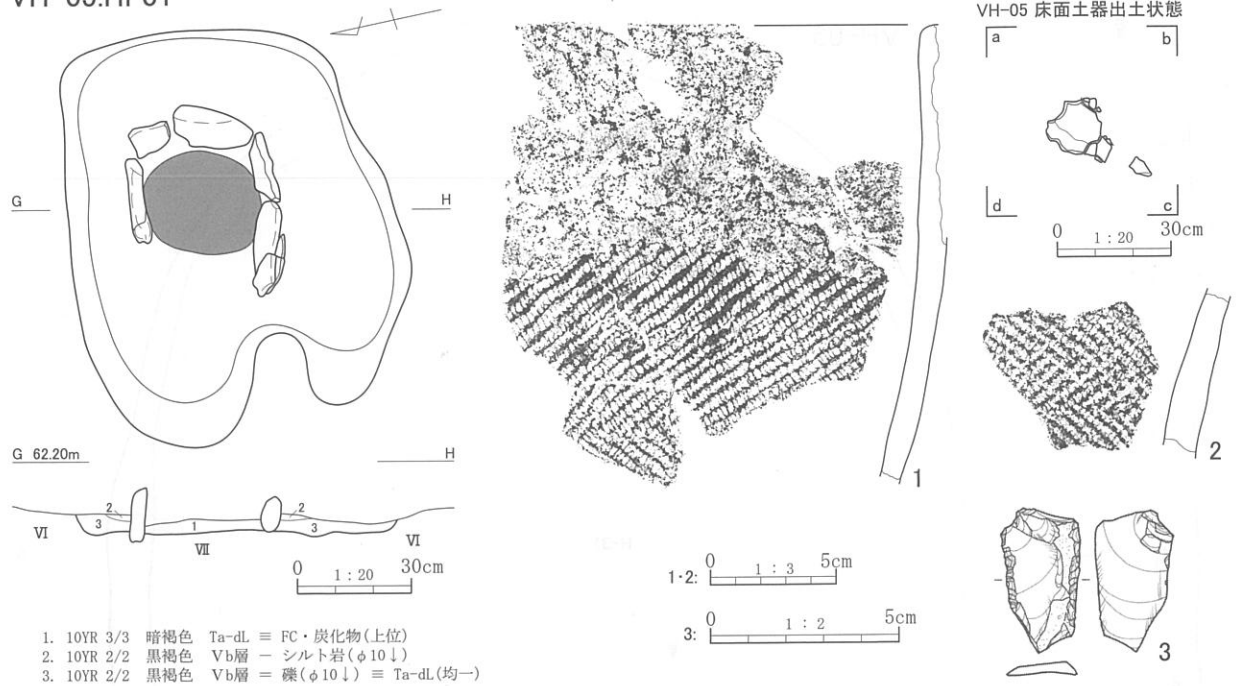 VH-05 床面土器出土状態
a
b
d
c
0
30cm
1：20
G
H
G 62.20m
H
2
2
3
1
3
Ⅵ
Ⅶ
Ⅵ
0
30cm
1：20
1. 10YR 3/3 暗褐色 Ta-dL ≡ FC・炭化物(上位)
2. 10YR 2/2 黒褐色 Ⅴb層 － シルト岩(φ10↓)
3. 10YR 2/2 黒褐色 Ⅴb層 ＝ 礫(φ10↓) ≡ Ta-dL(均一)
1
2
3
1・2:
0
5cm
1：3
3:
0
5cm
1：2